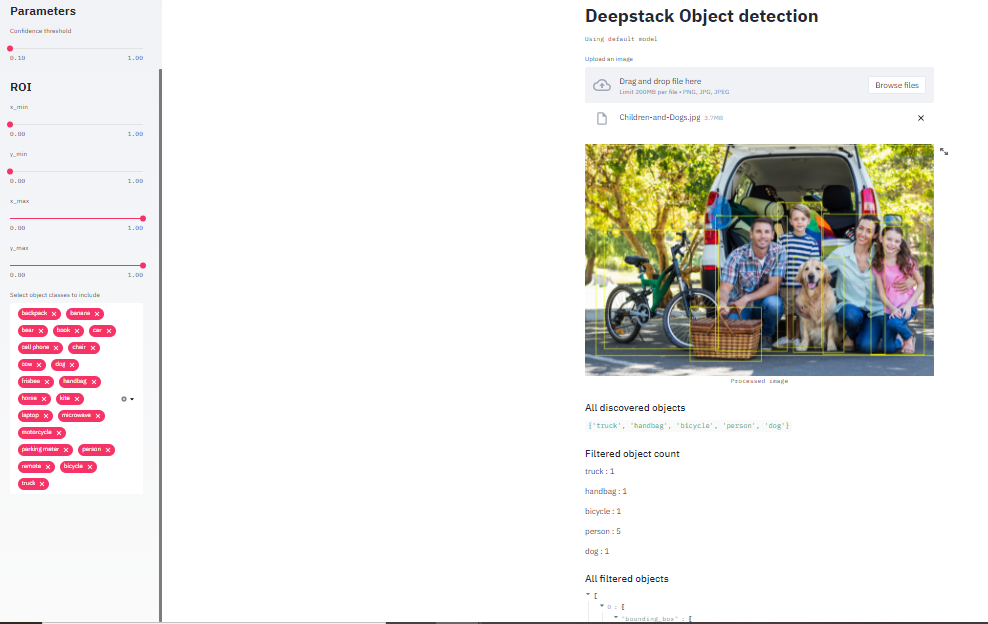 Parameters
Confidence threshold
0.10 1.00
ROI
x_min
0.00 1.00
y_min
0.00 1.00
x_max
0.00 1.00
y_max
0.00 1.00
Select object classes to include
backpack banana
bear book car
cell phone chair
cow dog
frisbee handbag
horse kite
laptop microwave
motorcycle
parking meter person
remote bicycle
truck
Deepstack Object detection
Using default model
Upload an image
Drag and drop file here
Limit 200MB per file • PNG, JPG, JPEG
Browse files
Children-and-Dogs.jpg 3.7MB
Processed image
All discovered objects
{'truck', 'handbag', 'bicycle', 'person', 'dog'}
Filtered object count
truck : 1
handbag : 1
bicycle : 1
person : 5
dog : 1
All filtered objects
[
0 : [
'bounding_box' : [